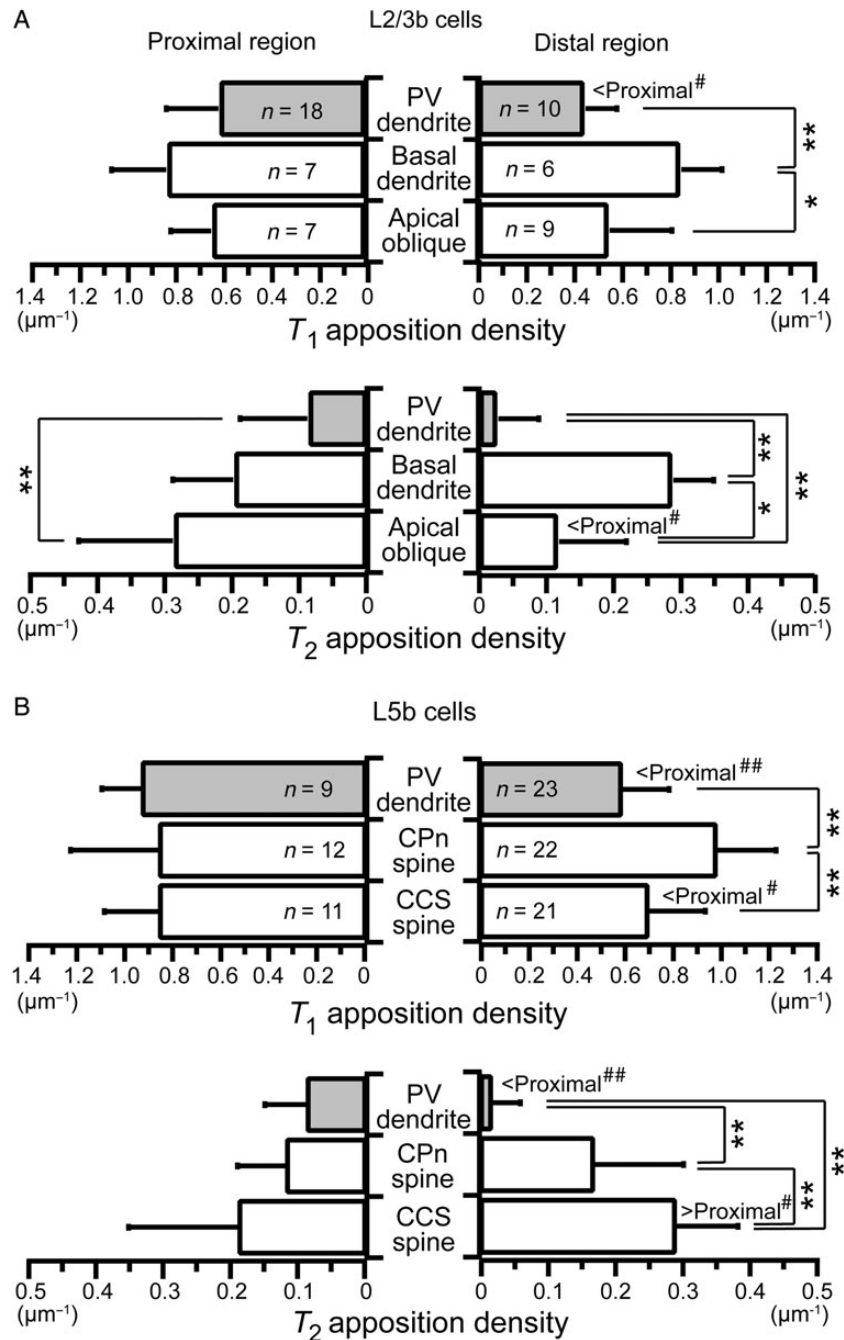 A
L2/3b cells
Proximal region
Distal region
PV
dendrite
Basal
dendrite
Apical
oblique
n = 18
n = 7
n = 7
n = 10
n = 6
n = 9
<Proximal#
**
*
1.4 1.0 0.8 0.6 0.4 0.2 0
0 0.2 0.4 0.6 0.8 1.0 1.4
(µm⁻¹)
(µm⁻¹)
T₁ apposition density
PV
dendrite
Basal
dendrite
Apical
oblique
**
**
*
**
<Proximal#
0.5 0.4 0.3 0.2 0.1 0
0 0.1 0.2 0.3 0.4 0.5
(µm⁻¹)
(µm⁻¹)
T₂ apposition density
B
L5b cells
PV
dendrite
CPn
spine
CCS
spine
n = 9
n = 12
n = 11
n = 23
n = 22
n = 21
<Proximal##
<Proximal#
**
**
1.4 1.0 0.8 0.6 0.4 0.2 0
0 0.2 0.4 0.6 0.8 1.0 1.4
(µm⁻¹)
(µm⁻¹)
T₁ apposition density
PV
dendrite
CPn
spine
CCS
spine
<Proximal##
>Proximal#
**
**
**
0.5 0.4 0.3 0.2 0.1 0
0 0.1 0.2 0.3 0.4 0.5
(µm⁻¹)
(µm⁻¹)
T₂ apposition density